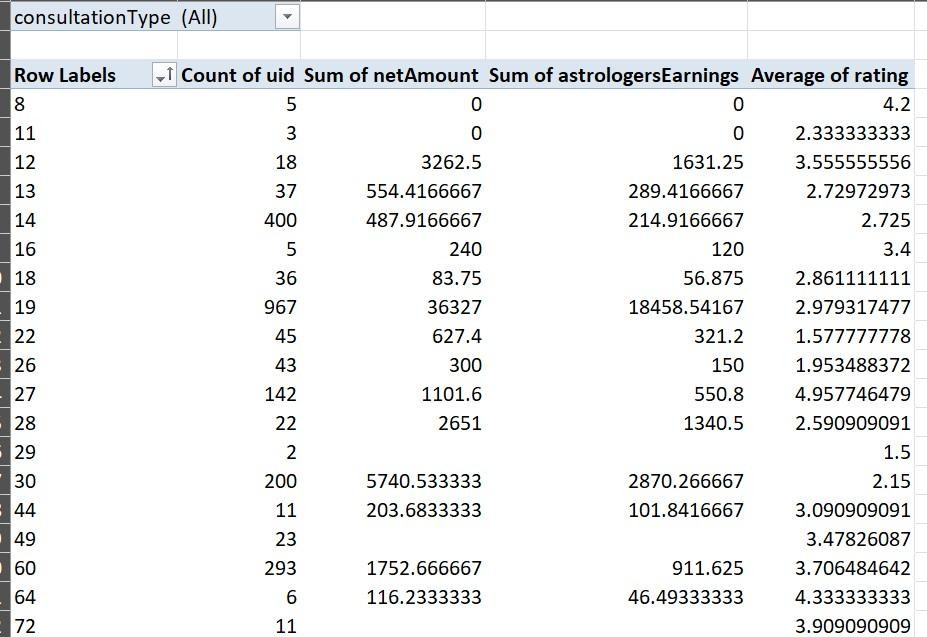 consultationType (All)
Row Labels Count of uid Sum of netAmount Sum of astrologersEarnings Average of rating
8 5 0 0 4.2
11 3 0 0 2.333333333
12 18 3262.5 1631.25 3.555555556
13 37 554.4166667 289.4166667 2.72972973
14 400 487.9166667 214.9166667 2.725
16 5 240 120 3.4
18 36 83.75 56.875 2.861111111
19 967 36327 18458.54167 2.979317477
22 45 627.4 321.2 1.577777778
26 43 300 150 1.953488372
27 142 1101.6 550.8 4.957746479
28 22 2651 1340.5 2.590909091
29 2 1.5
30 200 5740.533333 2870.266667 2.15
44 11 203.6833333 101.8416667 3.090909091
49 23 3.47826087
60 293 1752.666667 911.625 3.706484642
64 6 116.2333333 46.49333333 4.333333333
72 11 3.909090909